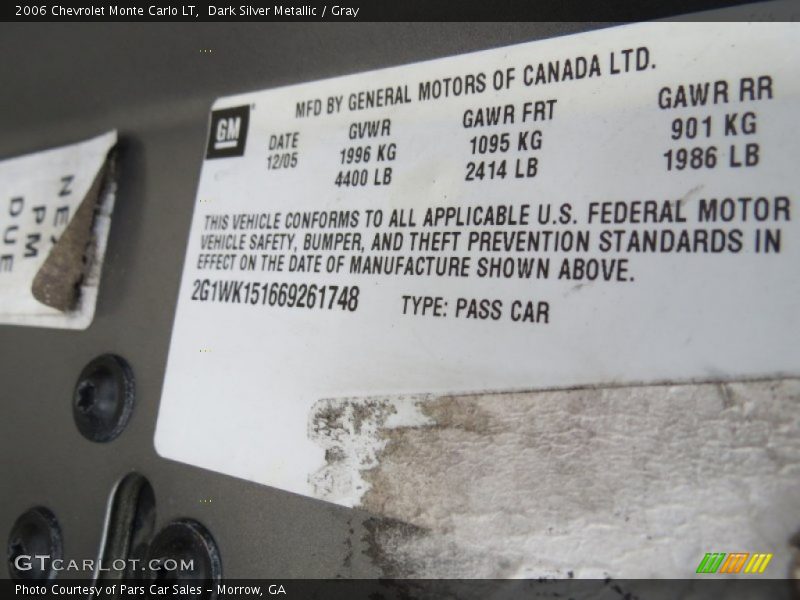 2006 Chevrolet Monte Carlo LT,  Dark Silver Metallic / Gray
GM
MFD BY GENERAL MOTORS OF CANADA LTD.
DATE GVWR GAWR FRT GAWR RR
12/05 1996 KG 1095 KG 901 KG
4400 LB 2414 LB 1986 LB
THIS VEHICLE CONFORMS TO ALL APPLICABLE U.S. FEDERAL MOTOR
VEHICLE SAFETY, BUMPER, AND THEFT PREVENTION STANDARDS IN
EFFECT ON THE DATE OF MANUFACTURE SHOWN ABOVE.
2G1WK151669261748 TYPE: PASS CAR
PM
DUE
GTCARLOT.COM
Photo Courtesy of Pars Car Sales - Morrow, GA